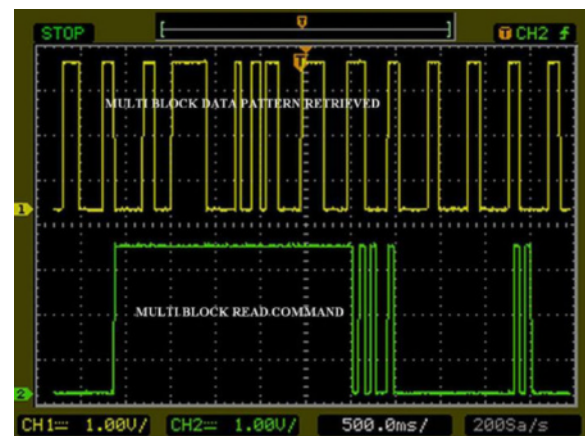 STOP
T
T CH2
T
MULTI BLOCK DATA PATTERN RETRIEVED
1
MULTI BLOCK READ COMMAND
2
CH1 1.00V/ CH2 1.00V/ 500.0ms/ 200Sa/s